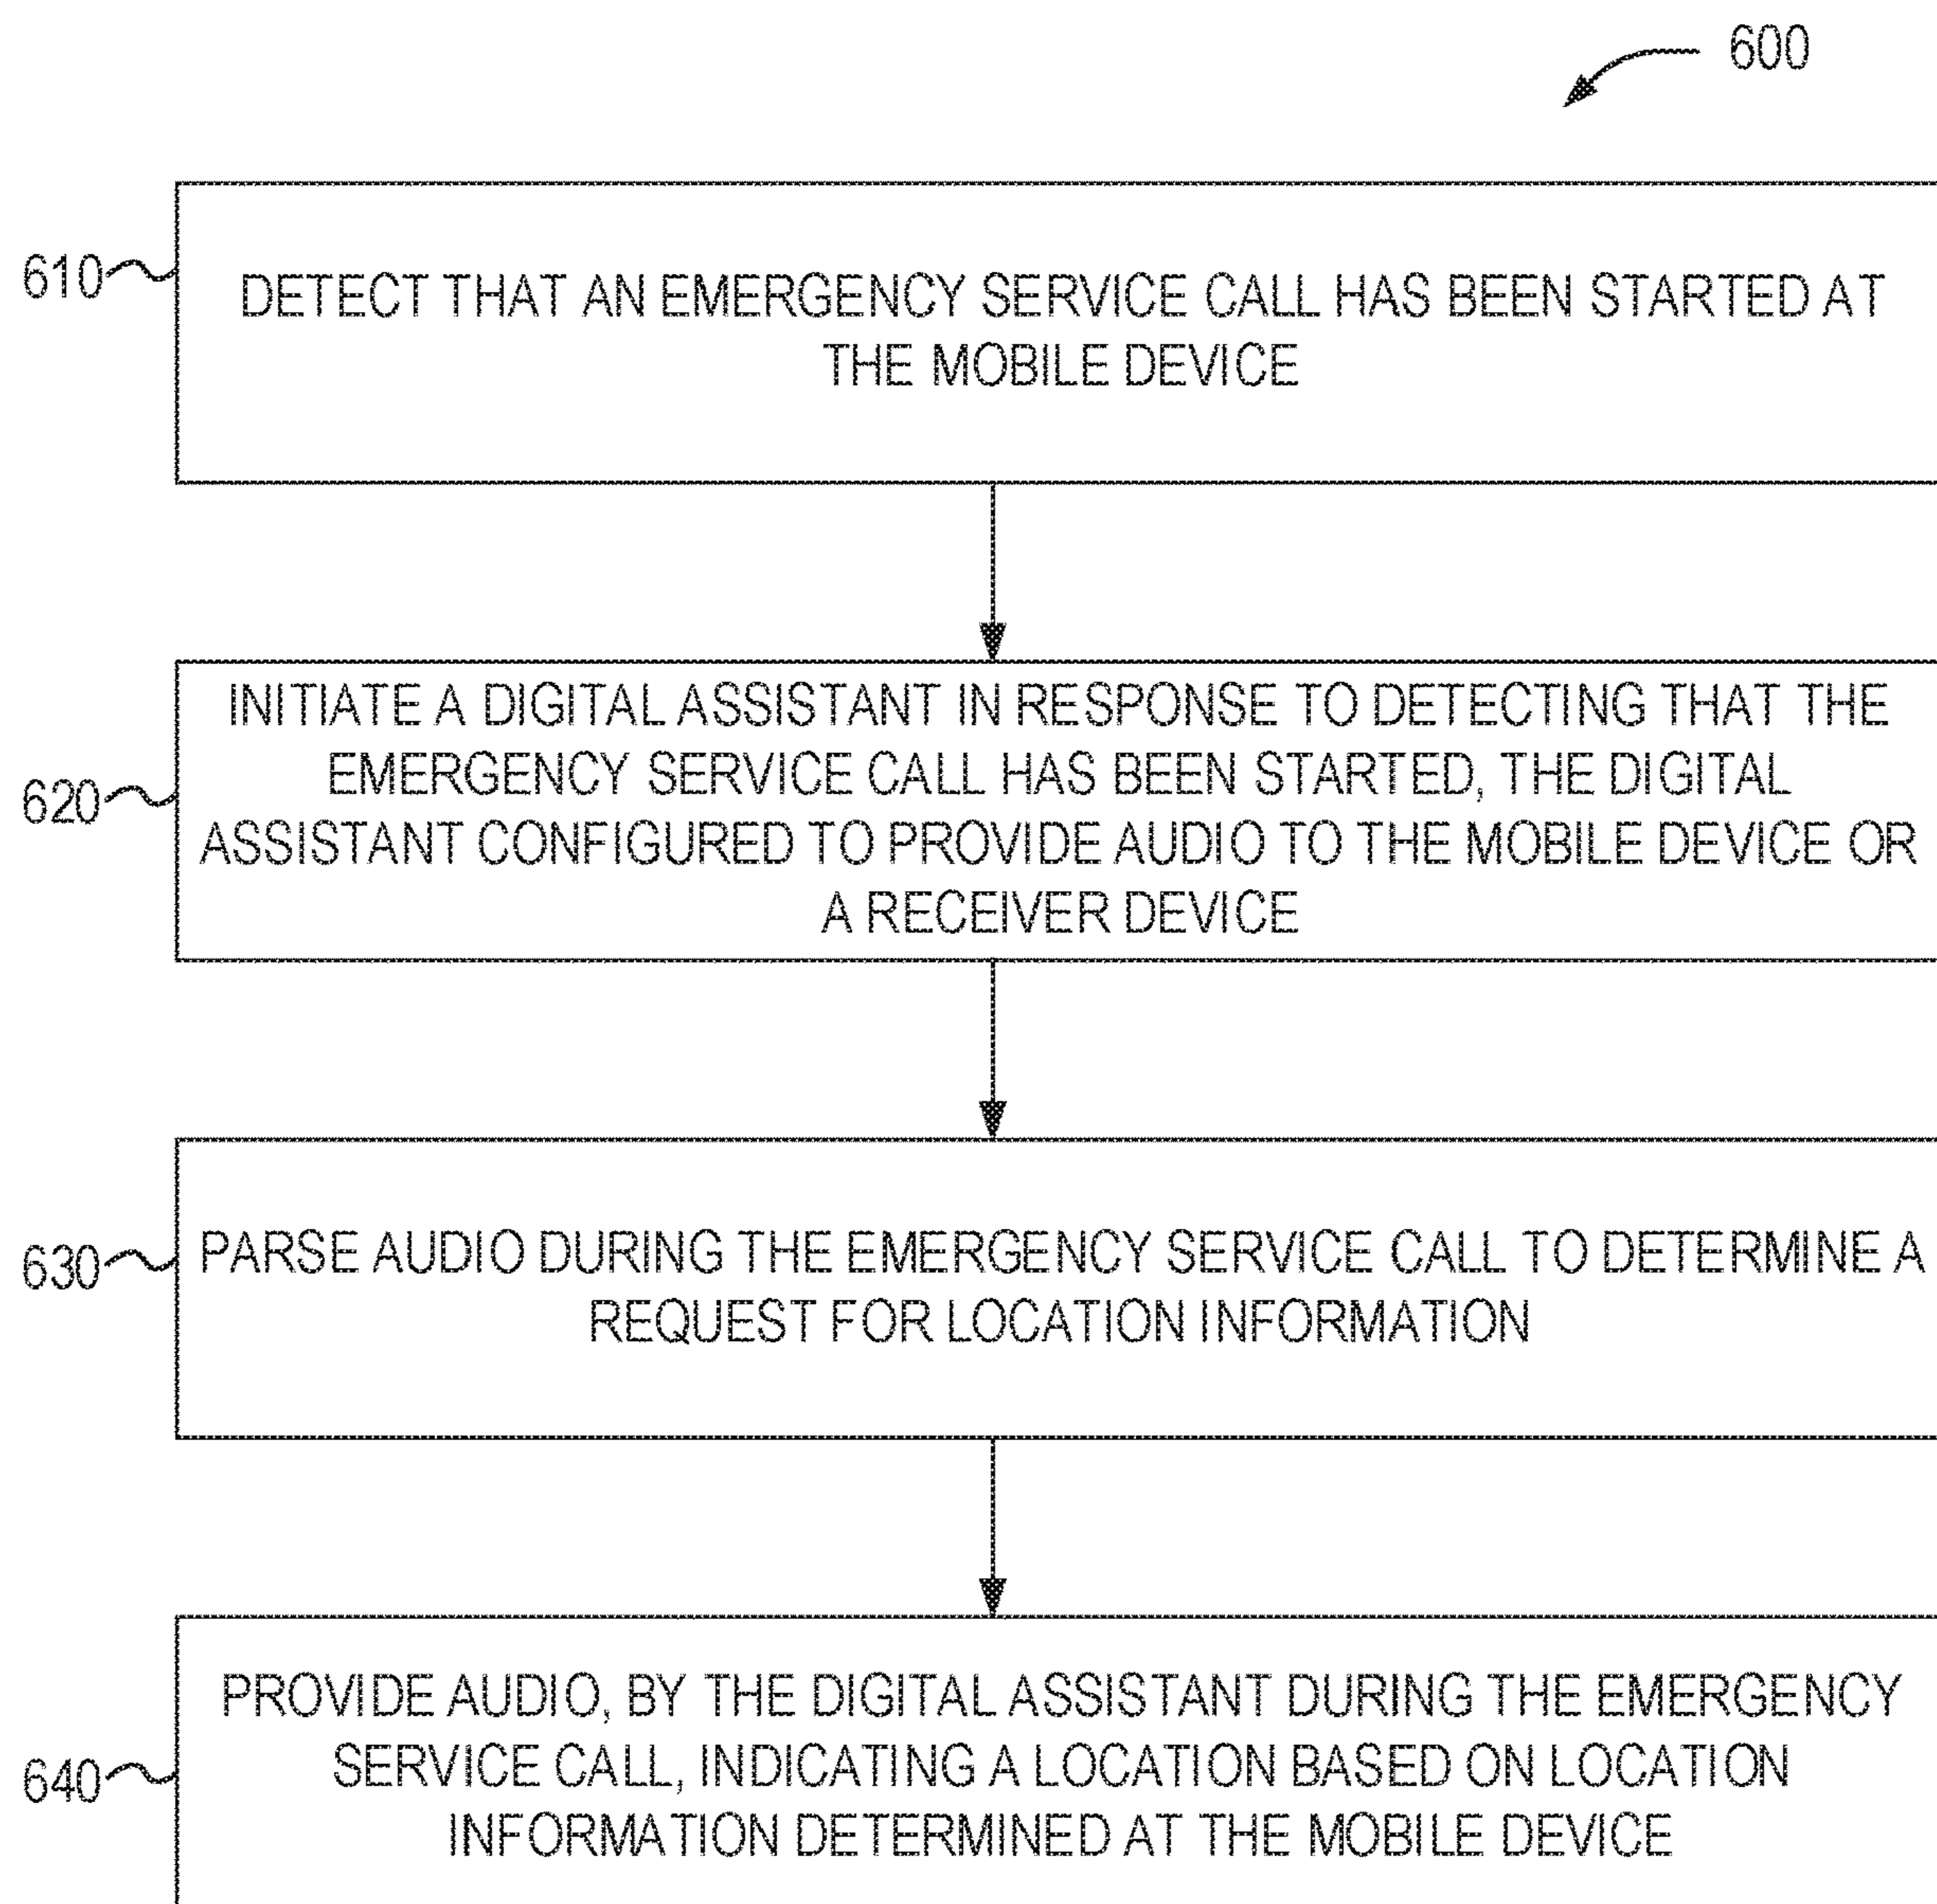 600
610
DETECT THAT AN EMERGENCY SERVICE CALL HAS BEEN STARTED AT
THE MOBILE DEVICE
620
INITIATE A DIGITAL ASSISTANT IN RESPONSE TO DETECTING THAT THE
EMERGENCY SERVICE CALL HAS BEEN STARTED, THE DIGITAL
ASSISTANT CONFIGURED TO PROVIDE AUDIO TO THE MOBILE DEVICE OR
A RECEIVER DEVICE
630
PARSE AUDIO DURING THE EMERGENCY SERVICE CALL TO DETERMINE A
REQUEST FOR LOCATION INFORMATION
640
PROVIDE AUDIO, BY THE DIGITAL ASSISTANT DURING THE EMERGENCY
SERVICE CALL, INDICATING A LOCATION BASED ON LOCATION
INFORMATION DETERMINED AT THE MOBILE DEVICE